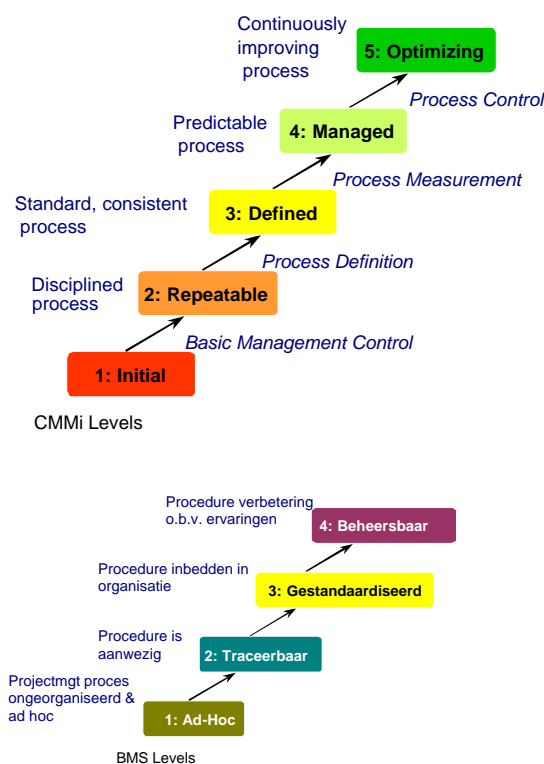 Continuously
improving
process
5: Optimizing
Process Control
Predictable
process
4: Managed
Process Measurement
Standard, consistent
process
3: Defined
Process Definition
Disciplined
process
2: Repeatable
Basic Management Control
1: Initial
CMMi Levels
Procedure verbetering
o.b.v. ervaringen
4: Beheersbaar
Procedure inbedden in
organisatie
3: Gestandaardiseerd
Procedure is
aanwezig
2: Traceerbaar
Projectmgt proces
ongeorganiseerd &
ad hoc
1: Ad-Hoc
BMS Levels